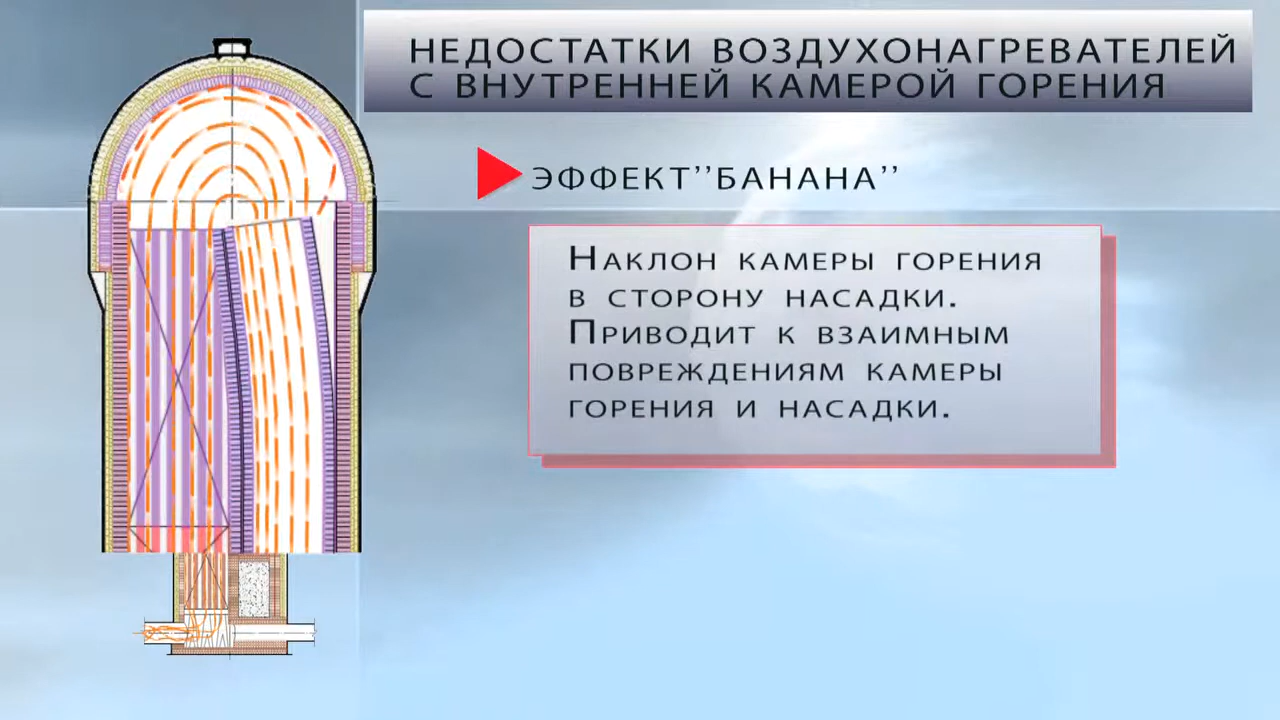 НЕДОСТАТКИ ВОЗДУХОНАГРЕВАТЕЛЕЙ
С ВНУТРЕННЕЙ КАМЕРОЙ ГОРЕНИЯ
ЭФФЕКТ’’БАНАНА’’
НАКЛОН КАМЕРЫ ГОРЕНИЯ
В СТОРОНУ НАСАДКИ.
ПРИВОДИТ К ВЗАИМНЫМ
ПОВРЕЖДЕНИЯМ КАМЕРЫ
ГОРЕНИЯ И НАСАДКИ.